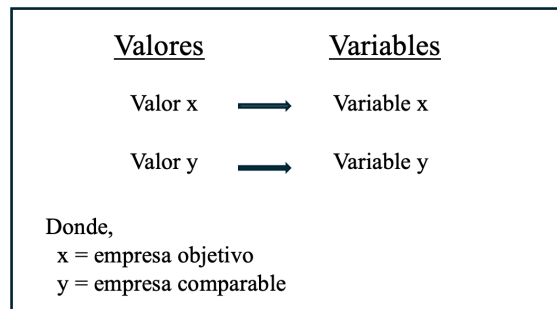 Valores Variables
Valor x Variable x
Valor y Variable y
Donde,
x = empresa objetivo
y = empresa comparable